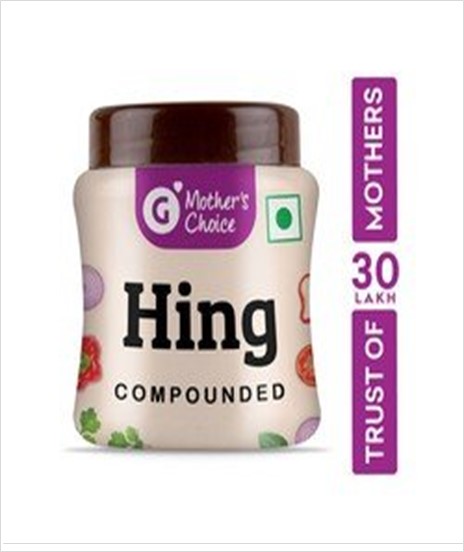 G
Mother's
Choice
Hing
COMPOUNDED
TRUST OF
30
LAKH
MOTHERS